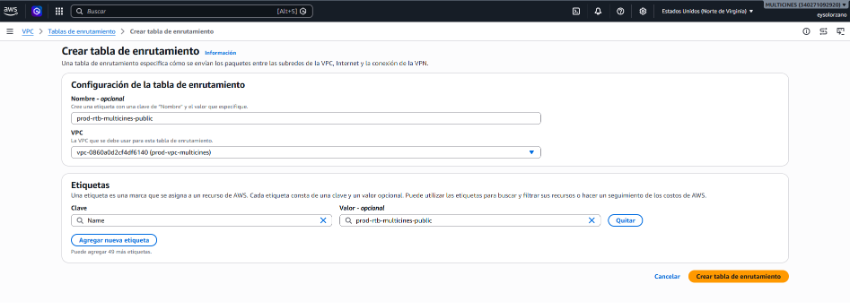 aws
Buscar
[Alt+S]
Estados Unidos (Norte de Virginia)
MULTICINES
VPC > Tablas de enrutamiento > Crear tabla de enrutamiento
Crear tabla de enrutamiento Información
Una tabla de enrutamiento especifica cómo se envían los paquetes entre las subredes de la VPC, Internet y la conexión de la VPN.
Configuración de la tabla de enrutamiento
Nombre - opcional
Cree una etiqueta con una clave de "Nombre" y el valor que especifique.
prod-rtb-multicines-public
VPC
La VPC que se debe usar para esta tabla de enrutamiento.
vpc-0860a0d2cf4df6140 (prod-vpc-multicines)
Etiquetas
Una etiqueta es una marca que se asigna a un recurso de AWS. Cada etiqueta consta de una clave y un valor opcional. Puede utilizar las etiquetas para buscar y filtrar sus recursos o hacer un seguimiento de los costos de AWS.
Clave
Valor - opcional
Name
prod-rtb-multicines-public
Quitar
Agregar nueva etiqueta
Puede agregar 49 más etiquetas.
Cancelar
Crear tabla de enrutamiento